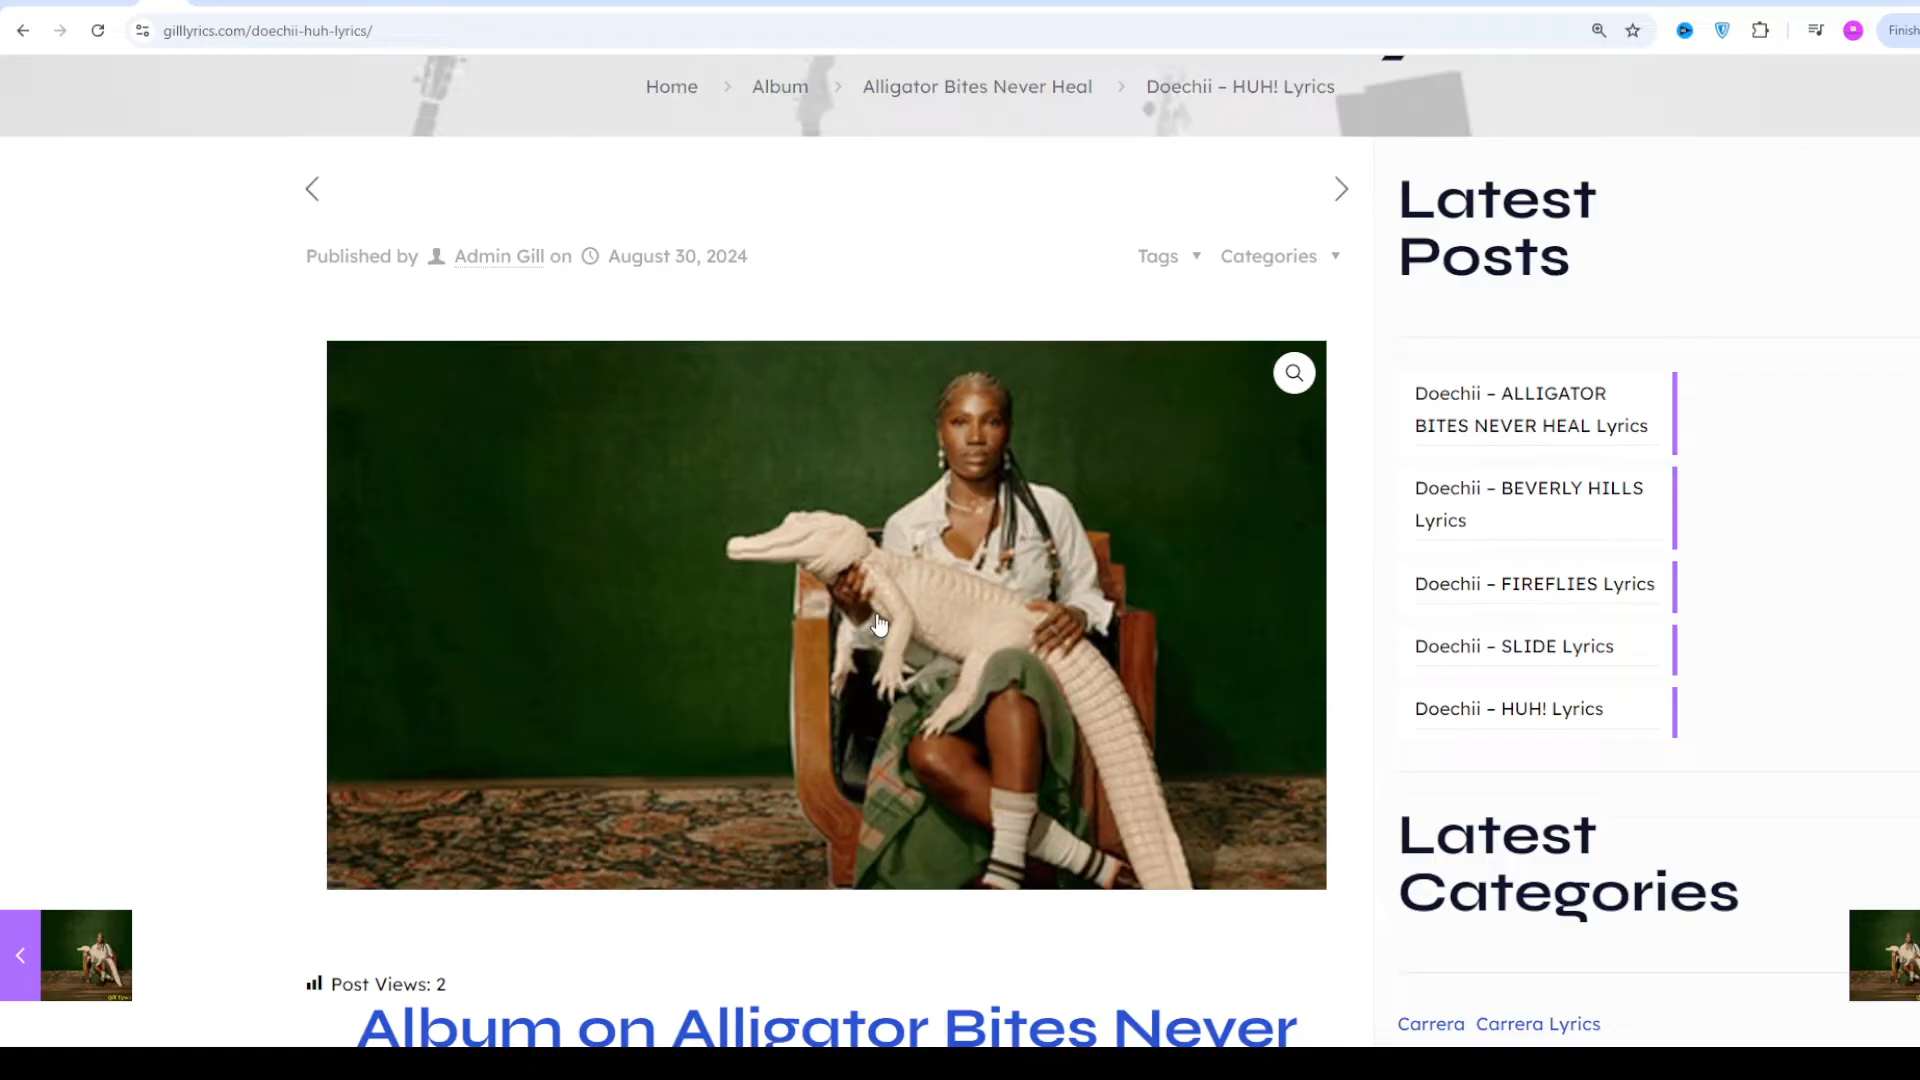 gilllyrics.com/doechii-huh-lyrics/
Finish
Home > Album > Alligator Bites Never Heal > Doechii – HUH! Lyrics
Published by Admin Gill on August 30, 2024
Tags Categories
Latest
Posts
Doechii – ALLIGATOR
BITES NEVER HEAL Lyrics
Doechii – BEVERLY HILLS
Lyrics
Doechii – FIREFLIES Lyrics
Doechii – SLIDE Lyrics
Doechii – HUH! Lyrics
Latest
Categories
Carrera Carrera Lyrics
Post Views: 2
Album on Alligator Bites Never